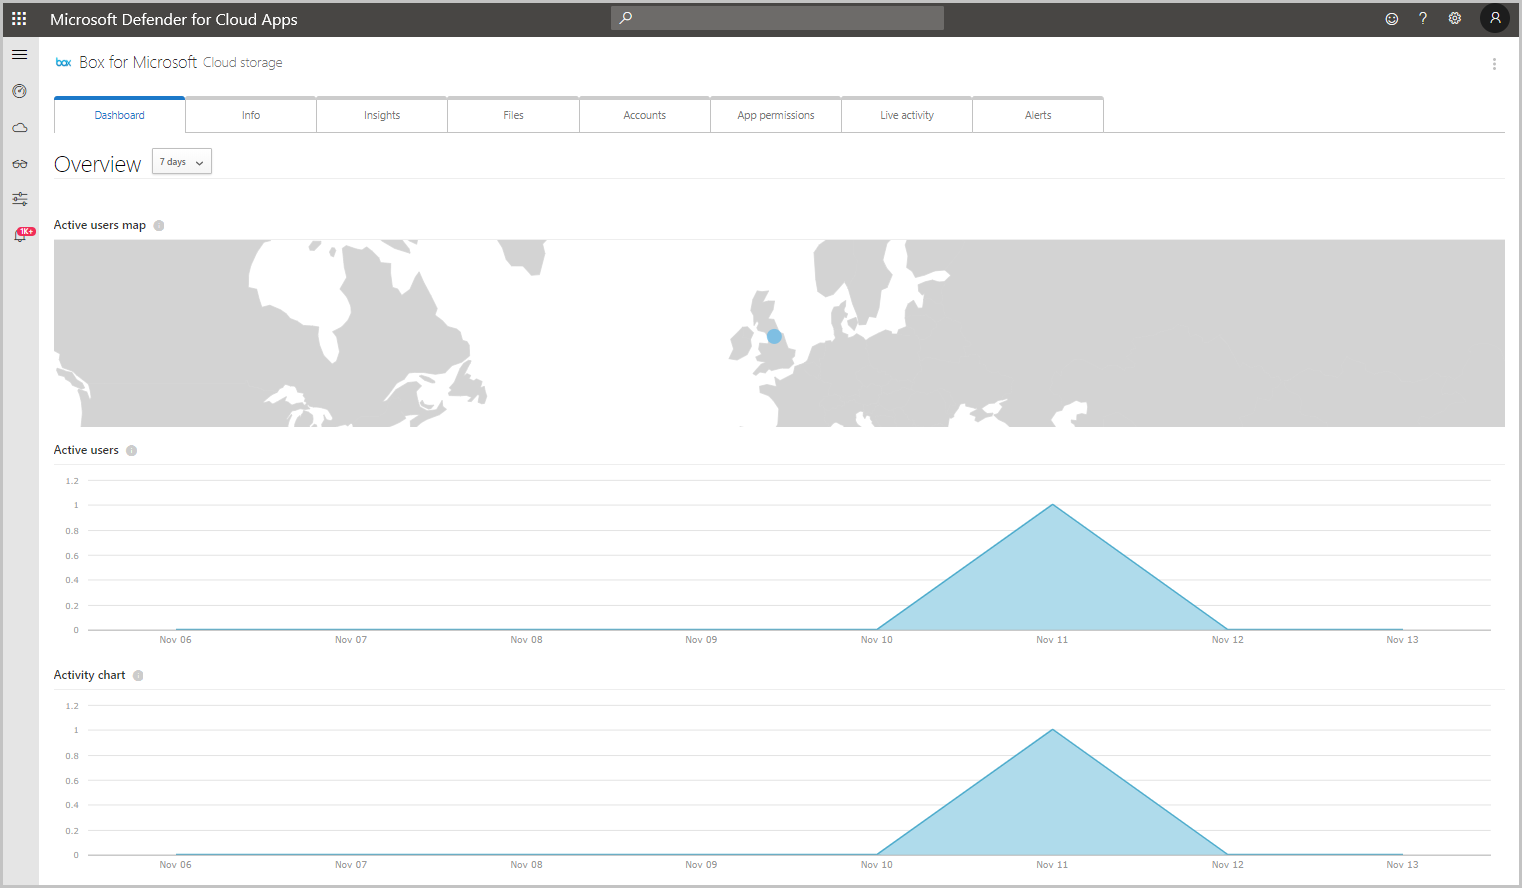 Microsoft Defender for Cloud Apps
?
box Box for Microsoft Cloud storage
Dashboard Info Insights Files Accounts App permissions Live activity Alerts
Overview 7 days
1K+
Active users map
Active users
1.2
1
0.8
0.6
0.4
0.2
0
Nov 06 Nov 07 Nov 08 Nov 09 Nov 10 Nov 11 Nov 12 Nov 13
Activity chart
1.2
1
0.8
0.6
0.4
0.2
0
Nov 06 Nov 07 Nov 08 Nov 09 Nov 10 Nov 11 Nov 12 Nov 13